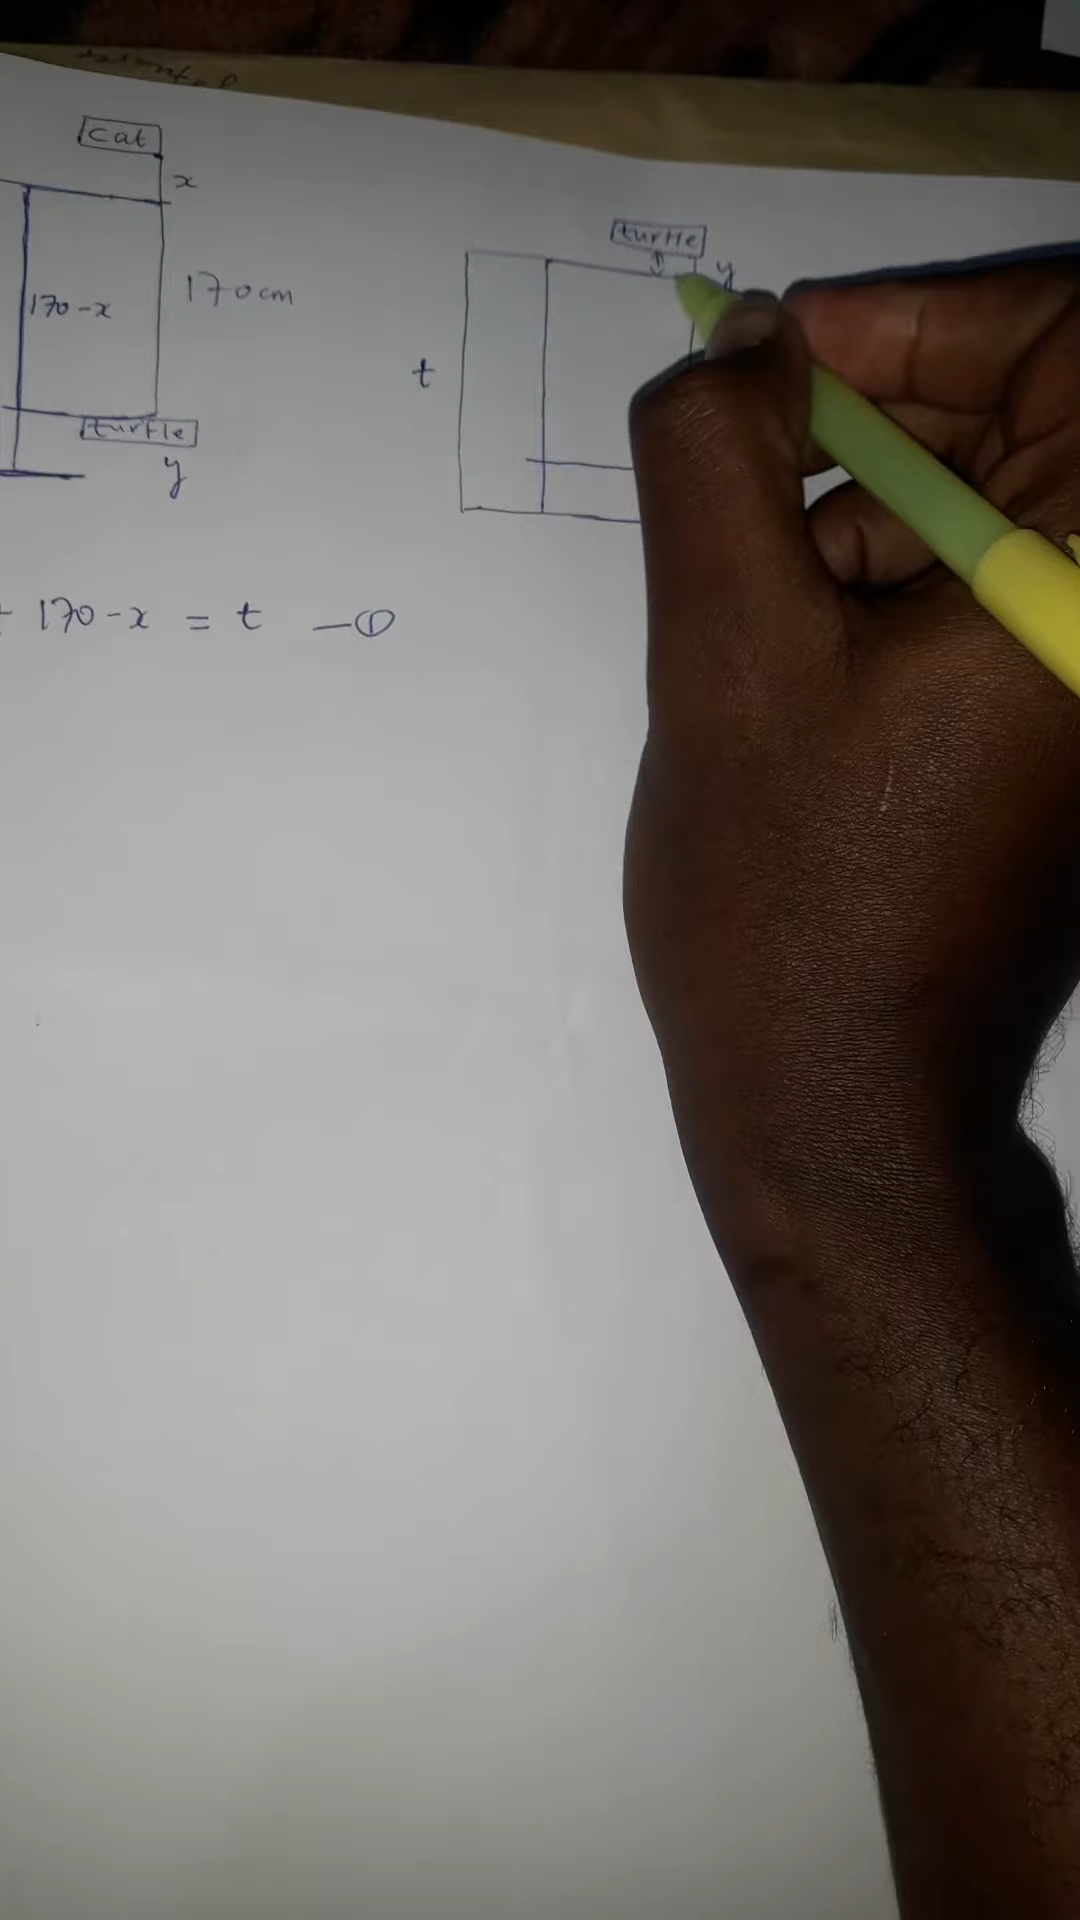 cat
x
170-x
170cm
turtle
y
turtle
y
t
+ 170-x = t —①